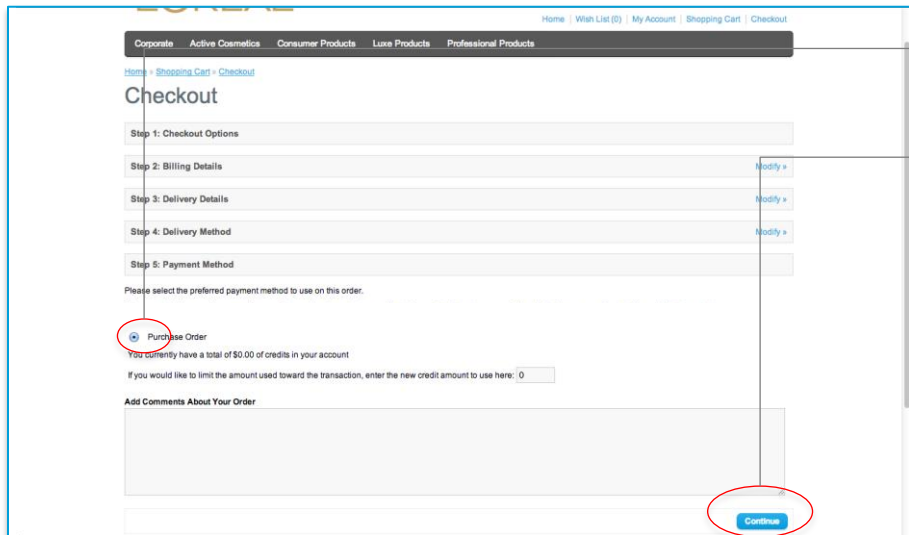 Home | Wish List (0) | My Account | Shopping Cart | Checkout
Corporate Active Cosmetics Consumer Products Luxe Products Professional Products
Home » Shopping Cart » Checkout
Checkout
Step 1: Checkout Options
Step 2: Billing Details Modify »
Step 3: Delivery Details Modify »
Step 4: Delivery Method Modify »
Step 5: Payment Method
Please select the preferred payment method to use on this order.
Purchase Order
You currently have a total of $0.00 of credits in your account
If you would like to limit the amount used toward the transaction, enter the new credit amount to use here: 0
Add Comments About Your Order
Continue